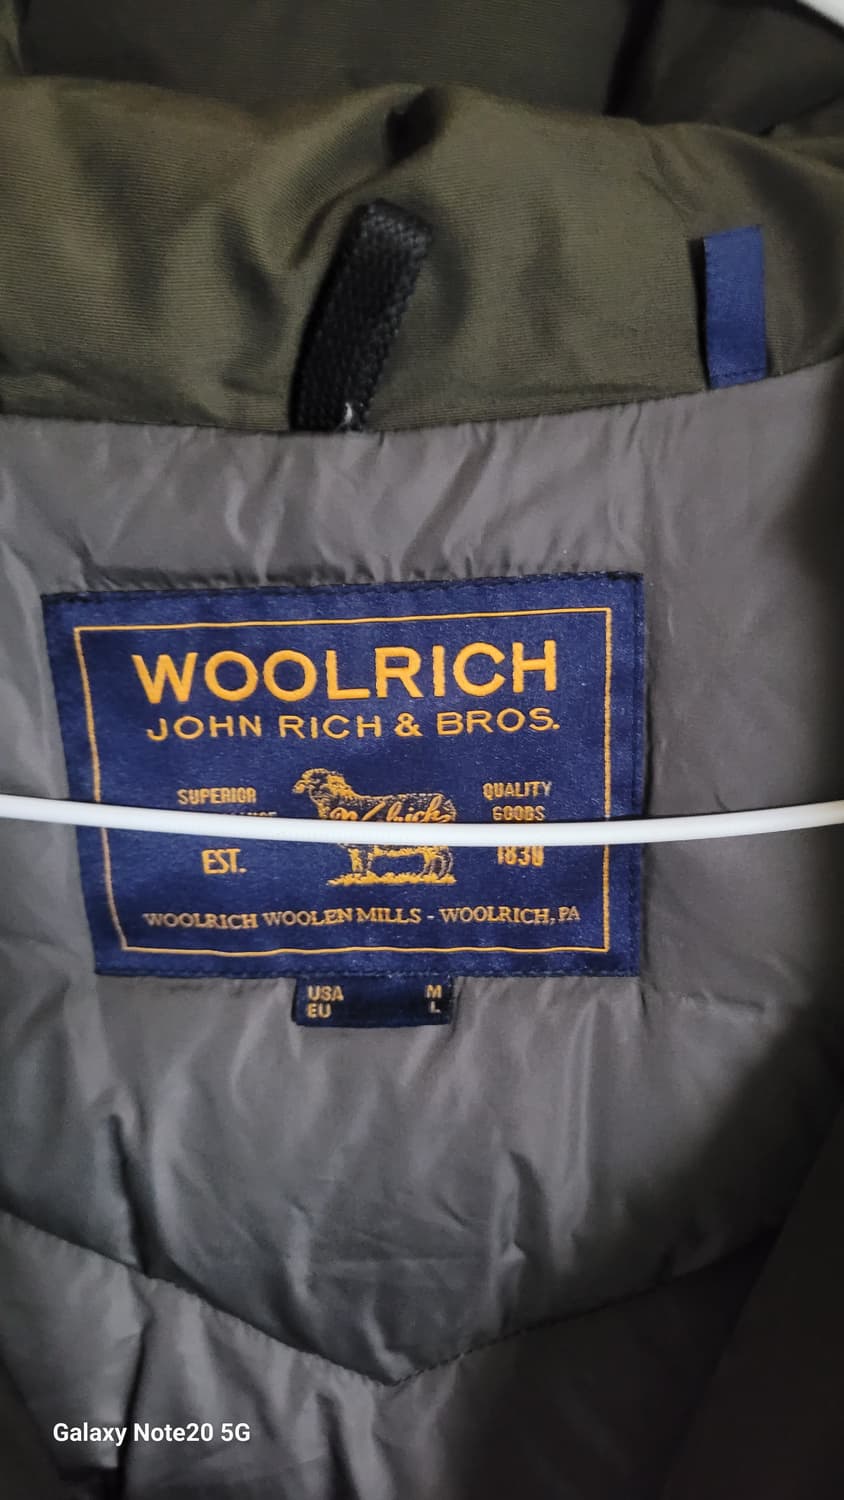 WOOLRICH
JOHN RICH & BROS.
SUPERIOR
QUALITY
GOODS
EST.
1830
WOOLRICH WOOLEN MILLS - WOOLRICH, PA
USA M
EU L
Galaxy Note20 5G